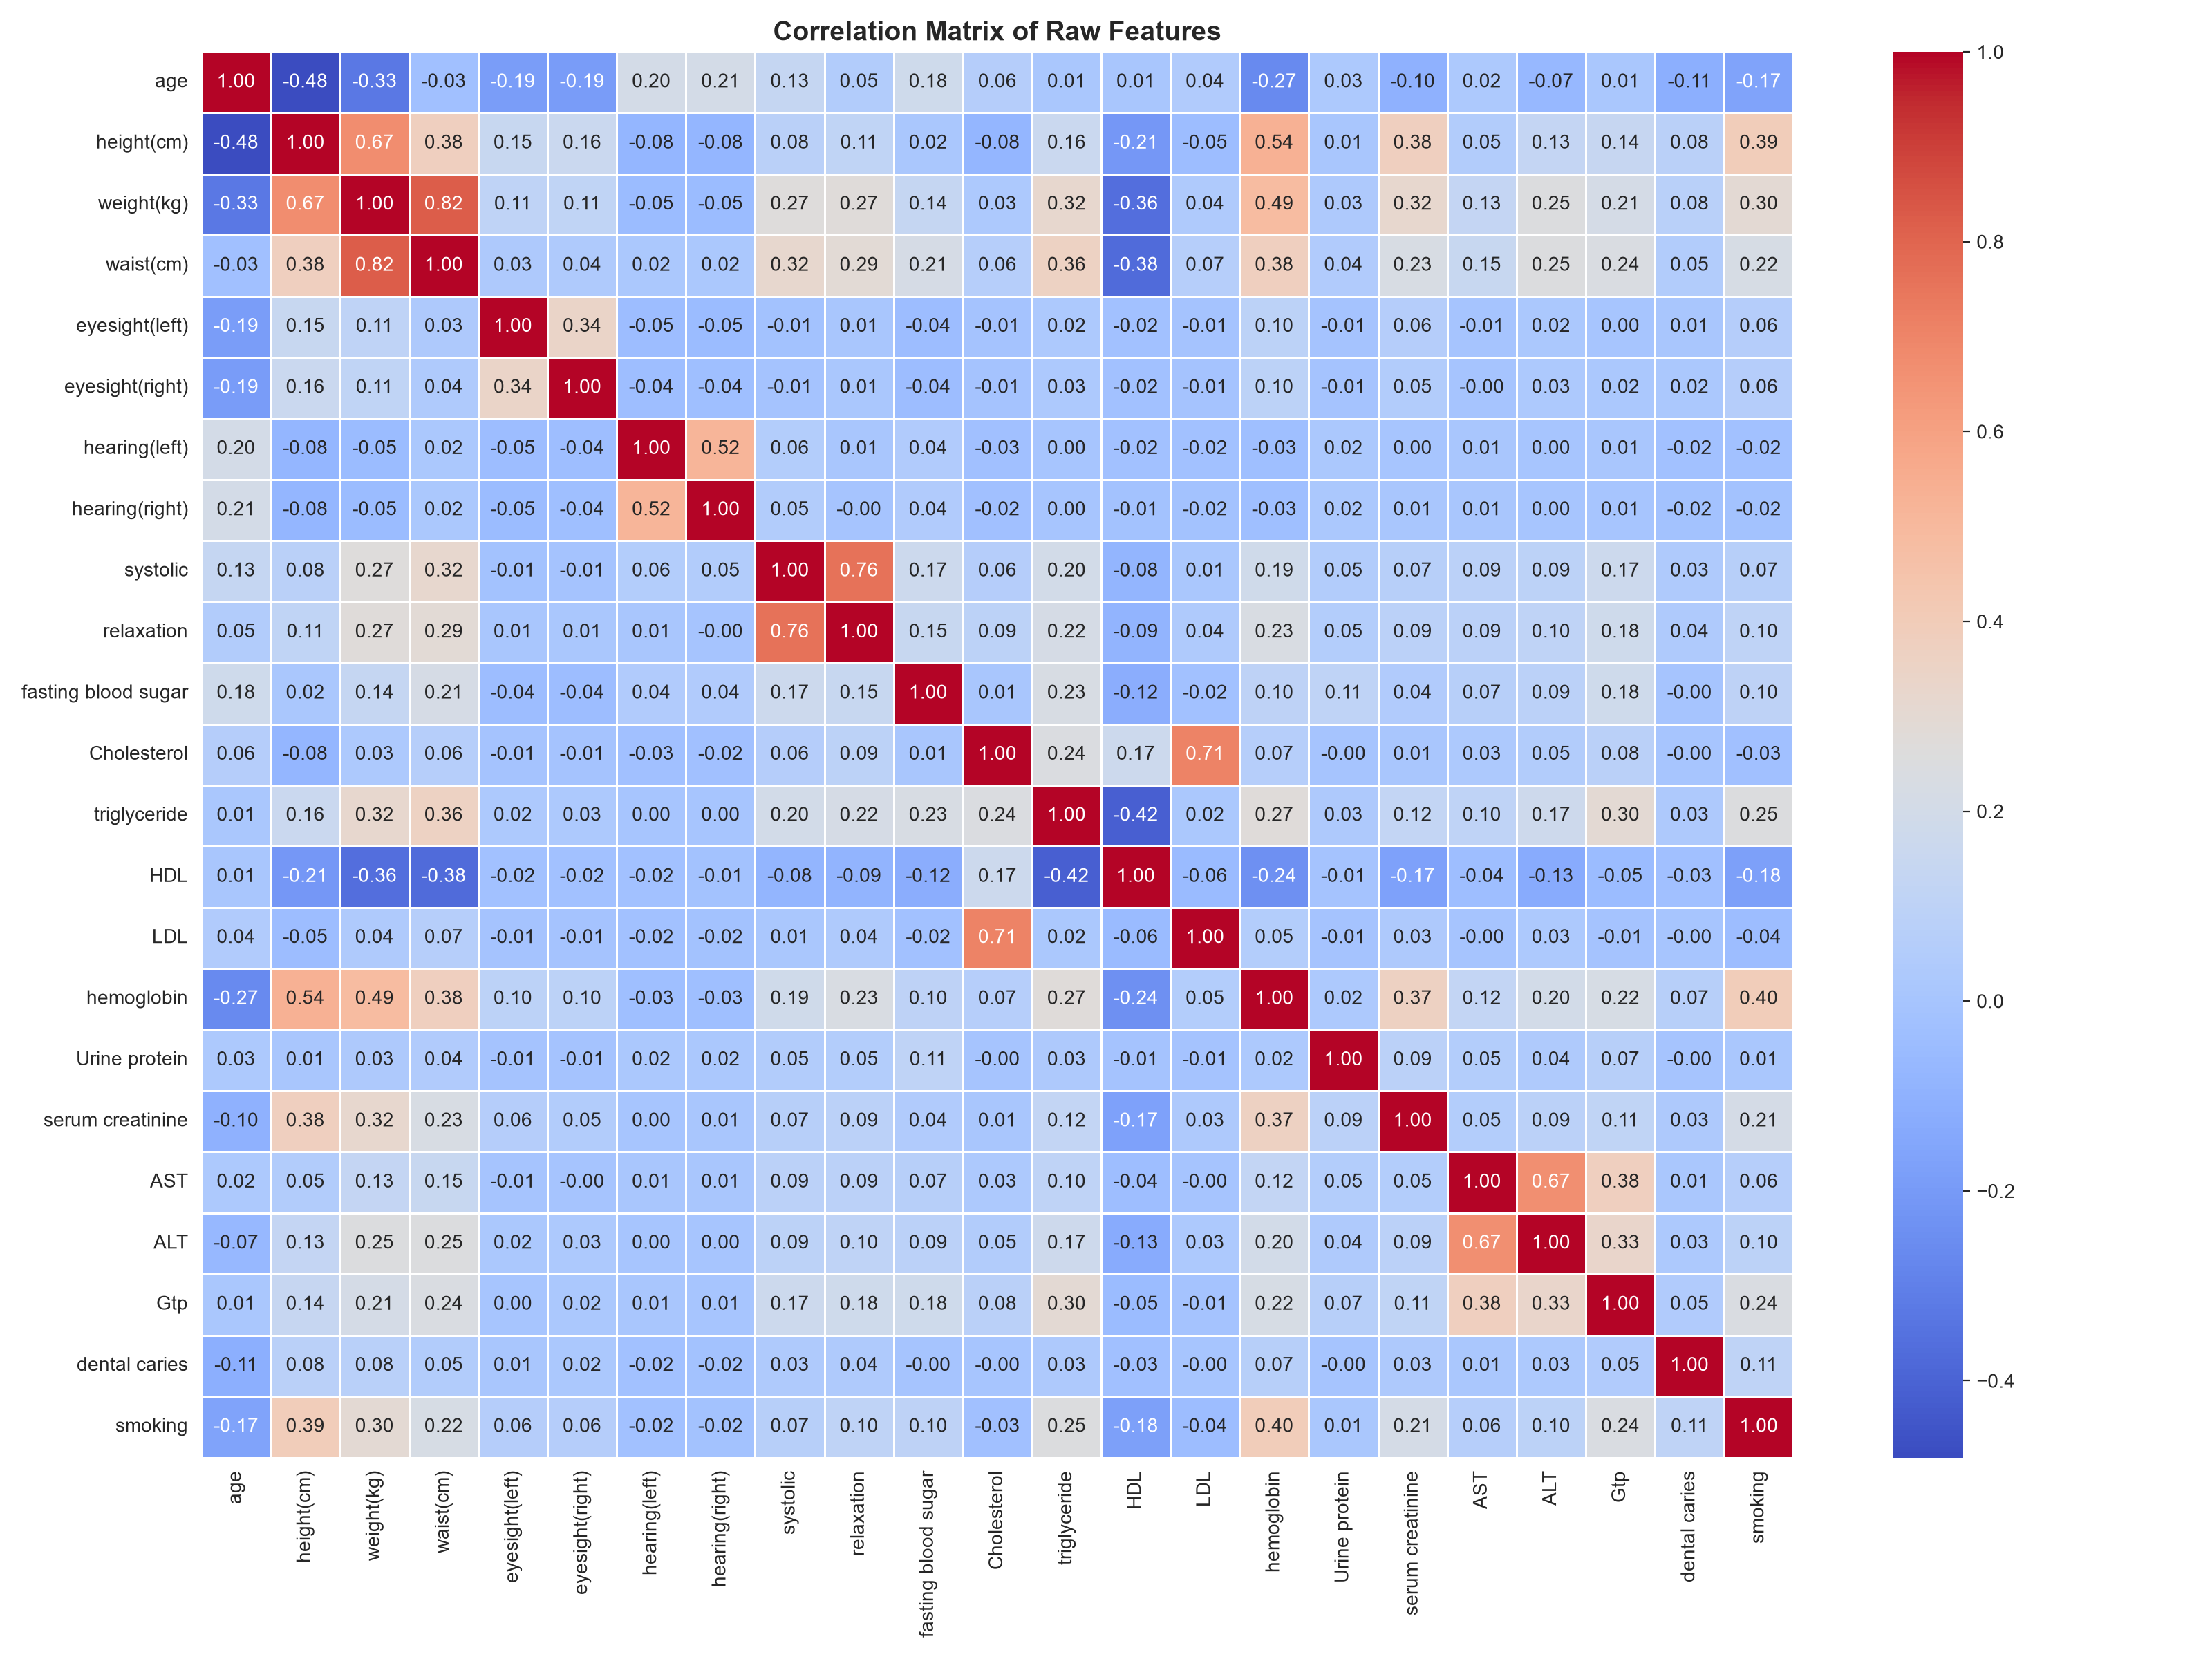 Correlation Matrix of Raw Features
age 1.00 -0.48 -0.33 -0.03 -0.19 -0.19 0.20 0.21 0.13 0.05 0.18 0.06 0.01 0.01 0.04 -0.27 0.03 -0.10 0.02 -0.07 0.01 -0.11 -0.17
height(cm) -0.48 1.00 0.67 0.38 0.15 0.16 -0.08 -0.08 0.08 0.11 0.02 -0.08 0.16 -0.21 -0.05 0.54 0.01 0.38 0.05 0.13 0.14 0.08 0.39
weight(kg) -0.33 0.67 1.00 0.82 0.11 0.11 -0.05 -0.05 0.27 0.27 0.14 0.03 0.32 -0.36 0.04 0.49 0.03 0.32 0.13 0.25 0.21 0.08 0.30
waist(cm) -0.03 0.38 0.82 1.00 0.03 0.04 0.02 0.02 0.32 0.29 0.21 0.06 0.36 -0.38 0.07 0.38 0.04 0.23 0.15 0.25 0.24 0.05 0.22
eyesight(left) -0.19 0.15 0.11 0.03 1.00 0.34 -0.05 -0.05 -0.01 0.01 -0.04 -0.01 0.02 -0.02 -0.01 0.10 -0.01 0.06 -0.01 0.02 0.00 0.01 0.06
eyesight(right) -0.19 0.16 0.11 0.04 0.34 1.00 -0.04 -0.04 -0.01 0.01 -0.04 -0.01 0.03 -0.02 -0.01 0.10 -0.01 0.05 -0.00 0.03 0.02 0.02 0.06
hearing(left) 0.20 -0.08 -0.05 0.02 -0.05 -0.04 1.00 0.52 0.06 0.01 0.04 -0.03 0.00 -0.02 -0.02 -0.03 0.02 0.00 0.01 0.00 0.01 -0.02 -0.02
hearing(right) 0.21 -0.08 -0.05 0.02 -0.05 -0.04 0.52 1.00 0.05 -0.00 0.04 -0.02 0.00 -0.01 -0.02 -0.03 0.02 0.01 0.01 0.00 0.01 -0.02 -0.02
systolic 0.13 0.08 0.27 0.32 -0.01 -0.01 0.06 0.05 1.00 0.76 0.17 0.06 0.20 -0.08 0.01 0.19 0.05 0.07 0.09 0.09 0.17 0.03 0.07
relaxation 0.05 0.11 0.27 0.29 0.01 0.01 0.01 -0.00 0.76 1.00 0.15 0.09 0.22 -0.09 0.04 0.23 0.05 0.09 0.09 0.10 0.18 0.04 0.10
fasting blood sugar 0.18 0.02 0.14 0.21 -0.04 -0.04 0.04 0.04 0.17 0.15 1.00 0.01 0.23 -0.12 -0.02 0.10 0.11 0.04 0.07 0.09 0.18 -0.00 0.10
Cholesterol 0.06 -0.08 0.03 0.06 -0.01 -0.01 -0.03 -0.02 0.06 0.09 0.01 1.00 0.24 0.17 0.71 0.07 -0.00 0.01 0.03 0.05 0.08 -0.00 -0.03
triglyceride 0.01 0.16 0.32 0.36 0.02 0.03 0.00 0.00 0.20 0.22 0.23 0.24 1.00 -0.42 0.02 0.27 0.03 0.12 0.10 0.17 0.30 0.03 0.25
HDL 0.01 -0.21 -0.36 -0.38 -0.02 -0.02 -0.02 -0.01 -0.08 -0.09 -0.12 0.17 -0.42 1.00 -0.06 -0.24 -0.01 -0.17 -0.04 -0.13 -0.05 -0.03 -0.18
LDL 0.04 -0.05 0.04 0.07 -0.01 -0.01 -0.02 -0.02 0.01 0.04 -0.02 0.71 0.02 -0.06 1.00 0.05 -0.01 0.03 -0.00 0.03 -0.01 -0.00 -0.04
hemoglobin -0.27 0.54 0.49 0.38 0.10 0.10 -0.03 -0.03 0.19 0.23 0.10 0.07 0.27 -0.24 0.05 1.00 0.02 0.37 0.12 0.20 0.22 0.07 0.40
Urine protein 0.03 0.01 0.03 0.04 -0.01 -0.01 0.02 0.02 0.05 0.05 0.11 -0.00 0.03 -0.01 -0.01 0.02 1.00 0.09 0.05 0.04 0.07 -0.00 0.01
serum creatinine -0.10 0.38 0.32 0.23 0.06 0.05 0.00 0.01 0.07 0.09 0.04 0.01 0.12 -0.17 0.03 0.37 0.09 1.00 0.05 0.09 0.11 0.03 0.21
AST 0.02 0.05 0.13 0.15 -0.01 -0.00 0.01 0.01 0.09 0.09 0.07 0.03 0.10 -0.04 -0.00 0.12 0.05 0.05 1.00 0.67 0.38 0.01 0.06
ALT -0.07 0.13 0.25 0.25 0.02 0.03 0.00 0.00 0.09 0.10 0.09 0.05 0.17 -0.13 0.03 0.20 0.04 0.09 0.67 1.00 0.33 0.03 0.10
Gtp 0.01 0.14 0.21 0.24 0.00 0.02 0.01 0.01 0.17 0.18 0.18 0.08 0.30 -0.05 -0.01 0.22 0.07 0.11 0.38 0.33 1.00 0.05 0.24
dental caries -0.11 0.08 0.08 0.05 0.01 0.02 -0.02 -0.02 0.03 0.04 -0.00 -0.00 0.03 -0.03 -0.00 0.07 -0.00 0.03 0.01 0.03 0.05 1.00 0.11
smoking -0.17 0.39 0.30 0.22 0.06 0.06 -0.02 -0.02 0.07 0.10 0.10 -0.03 0.25 -0.18 -0.04 0.40 0.01 0.21 0.06 0.10 0.24 0.11 1.00
age
height(cm)
weight(kg)
waist(cm)
eyesight(left)
eyesight(right)
hearing(left)
hearing(right)
systolic
relaxation
fasting blood sugar
Cholesterol
triglyceride
HDL
LDL
hemoglobin
Urine protein
serum creatinine
AST
ALT
Gtp
dental caries
smoking
1.0
0.8
0.6
0.4
0.2
0.0
−0.2
−0.4